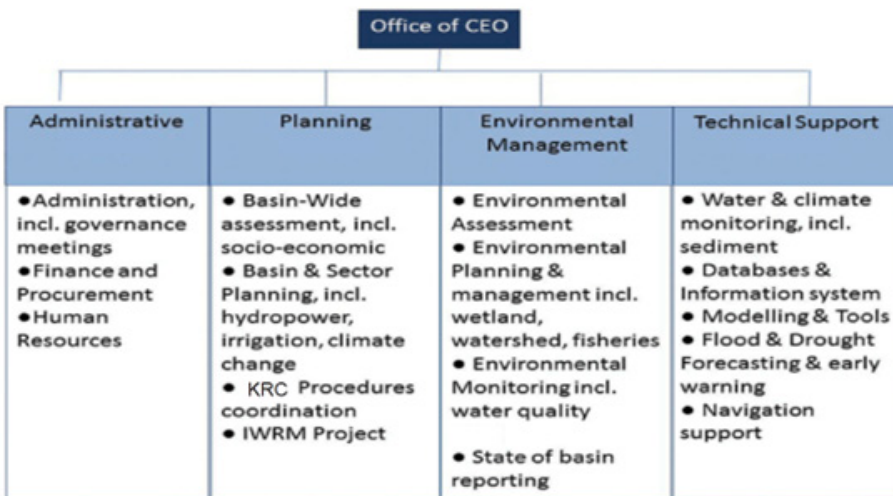 Office of CEO
Administrative
●Administration,
incl. governance
meetings
●Finance and
Procurement
●Human
Resources
Planning
● Basin-Wide
assessment, incl.
socio-economic
● Basin & Sector
Planning, incl.
hydropower,
irrigation, climate
change
● KRC Procedures
coordination
● IWRM Project
Environmental
Management
● Environmental
Assessment
● Environmental
Planning &
management incl.
wetland,
watershed, fisheries
● Environmental
Monitoring incl.
water quality
● State of basin
reporting
Technical Support
● Water & climate
monitoring, incl.
sediment
● Databases &
Information system
● Modelling & Tools
● Flood & Drought
Forecasting & early
warning
● Navigation
support